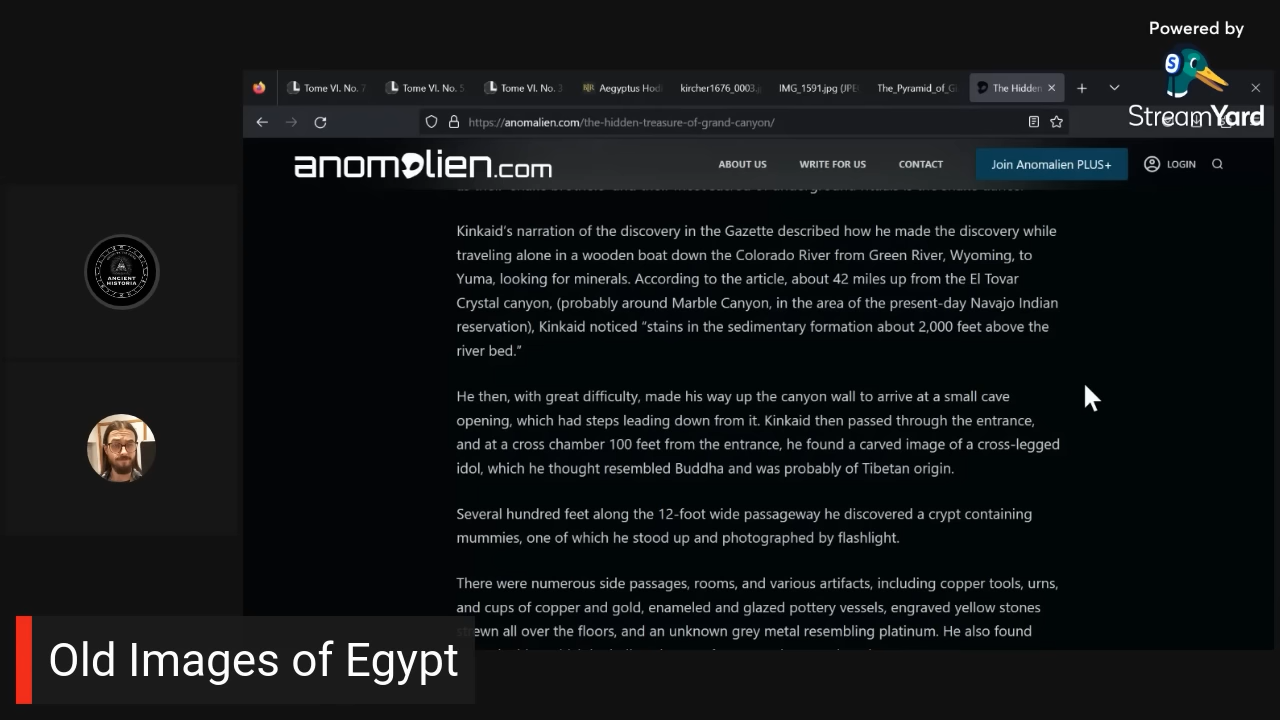 Powered by
StreamYard
Tome VI. No. 7
Tome VI. No. 5
Tome VI. No. 3
Aegyptus Hod
kircher1676_0003.j
IMG_1591.jpg (JPE
The_Pyramid_of_G
The Hidden
https://anomalien.com/the-hidden-treasure-of-grand-canyon/
anomalien.com
ABOUT US
WRITE FOR US
CONTACT
Join Anomalien PLUS+
LOGIN
Kinkaid's narration of the discovery in the Gazette described how he made the discovery while
traveling alone in a wooden boat down the Colorado River from Green River, Wyoming, to
Yuma, looking for minerals. According to the article, about 42 miles up from the El Tovar
Crystal canyon, (probably around Marble Canyon, in the area of the present-day Navajo Indian
reservation), Kinkaid noticed “stains in the sedimentary formation about 2,000 feet above the
river bed.”
He then, with great difficulty, made his way up the canyon wall to arrive at a small cave
opening, which had steps leading down from it. Kinkaid then passed through the entrance,
and at a cross chamber 100 feet from the entrance, he found a carved image of a cross-legged
idol, which he thought resembled Buddha and was probably of Tibetan origin.
Several hundred feet along the 12-foot wide passageway he discovered a crypt containing
mummies, one of which he stood up and photographed by flashlight.
There were numerous side passages, rooms, and various artifacts, including copper tools, urns,
and cups of copper and gold, enameled and glazed pottery vessels, engraved yellow stones
strewn all over the floors, and an unknown grey metal resembling platinum. He also found
ANCIENT
HISTORIA
Old Images of Egypt